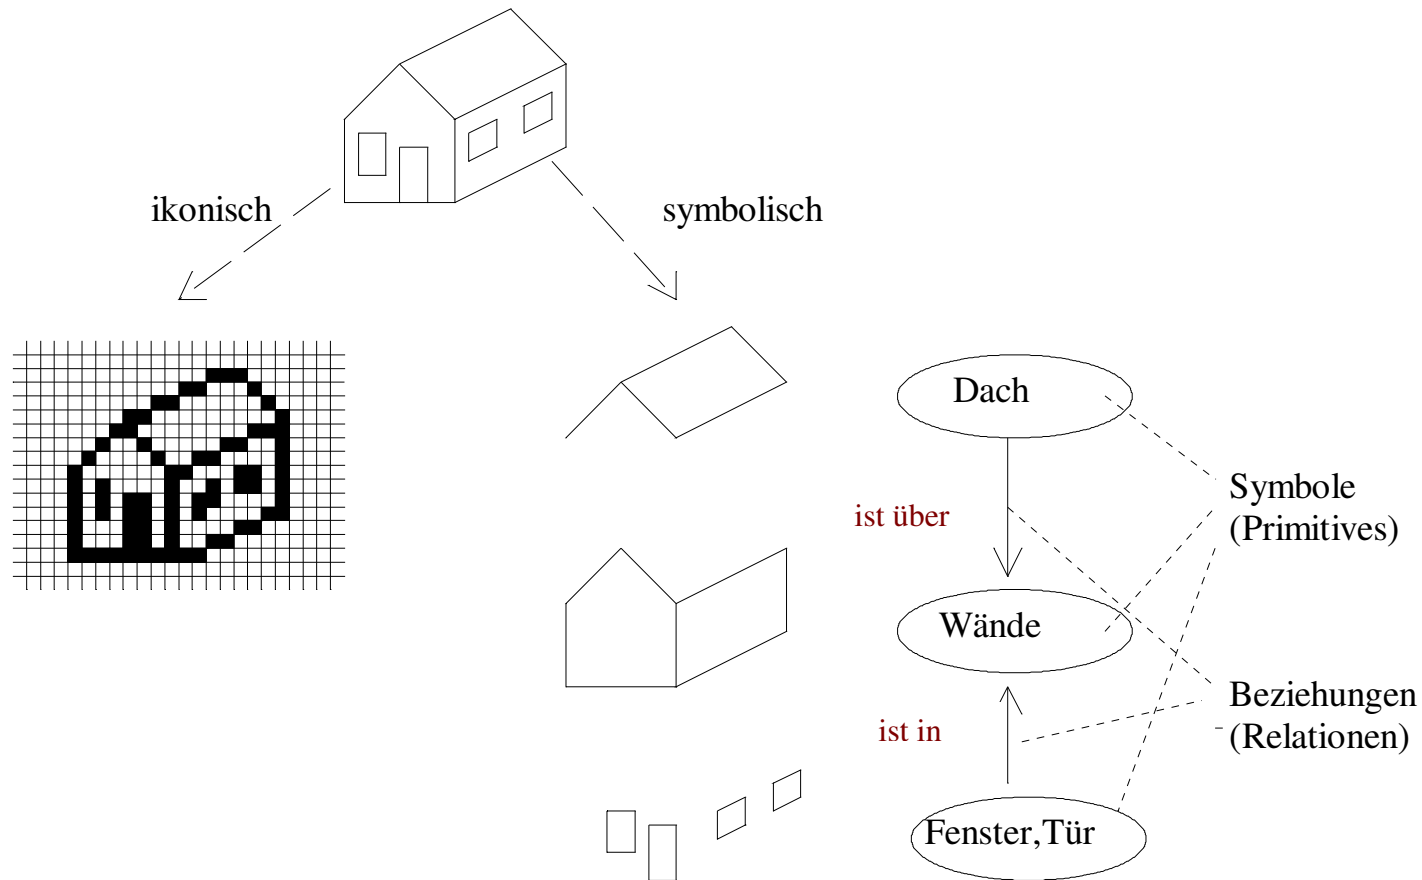 ikonisch
symbolisch
Dach
Symbole
(Primitives)
ist über
Wände
Beziehungen
(Relationen)
ist in
Fenster,Tür